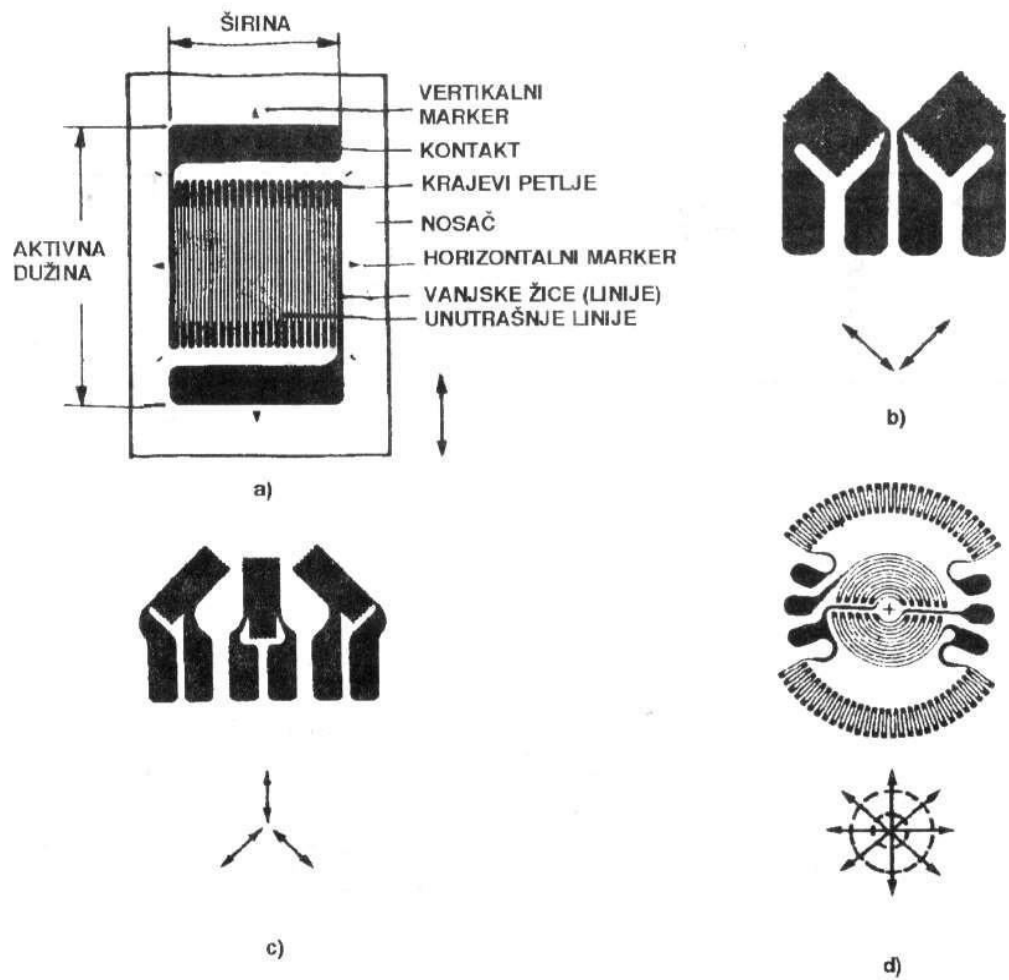 ŠIRINA
VERTIKALNI
MARKER
KONTAKT
KRAJEVI PETLJE
NOSAČ
AKTIVNA
DUŽINA
HORIZONTALNI MARKER
VANJSKE ŽICE (LINIJE)
UNUTRAŠNJE LINIJE
a)
b)
c)
d)